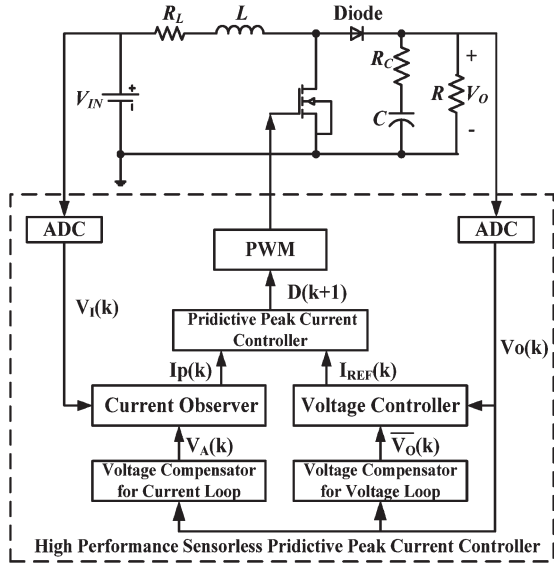 R_L
L
Diode
V_IN
+
-
R_C
C
R
+
V_O
-
ADC
ADC
PWM
V_I(k)
D(k+1)
Pridictive Peak Current
Controller
Vo(k)
Ip(k)
I_REF(k)
Current Observer
Voltage Controller
V_A(k)
V̅_O̅(k)
Voltage Compensator
for Current Loop
Voltage Compensator
for Voltage Loop
High Performance Sensorless Pridictive Peak Current Controller